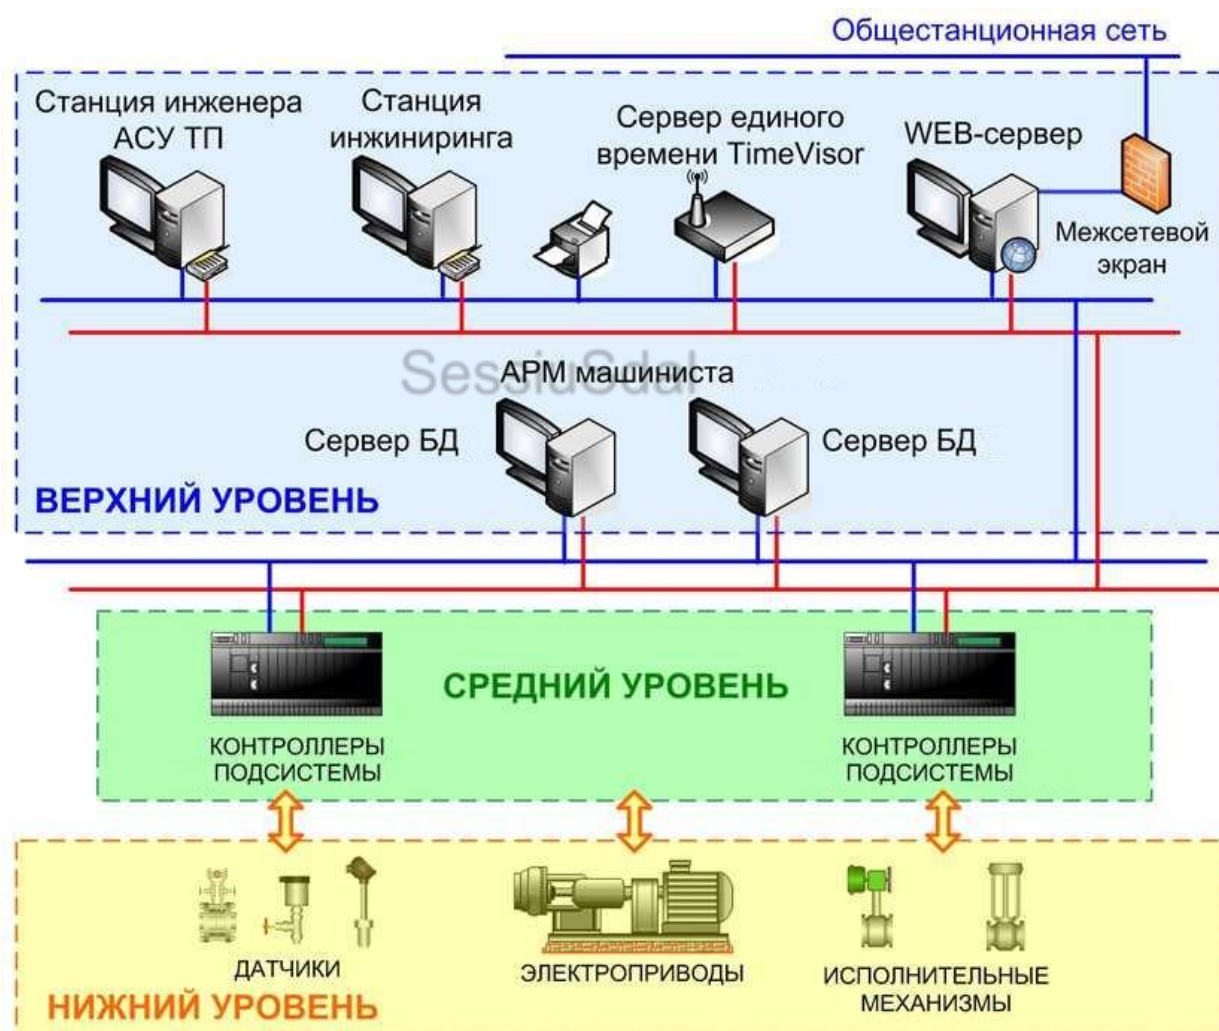 Общестанционная сеть
Станция инженера
АСУ ТП
Станция
инжиниринга
Сервер единого
времени TimeVisor
WEB-сервер
Межсетевой
экран
SessiuSdal
АРМ машиниста
Сервер БД
Сервер БД
ВЕРХНИЙ УРОВЕНЬ
СРЕДНИЙ УРОВЕНЬ
КОНТРОЛЛЕРЫ
ПОДСИСТЕМЫ
КОНТРОЛЛЕРЫ
ПОДСИСТЕМЫ
ДАТЧИКИ
ЭЛЕКТРОПРИВОДЫ
ИСПОЛНИТЕЛЬНЫЕ
МЕХАНИЗМЫ
НИЖНИЙ УРОВЕНЬ